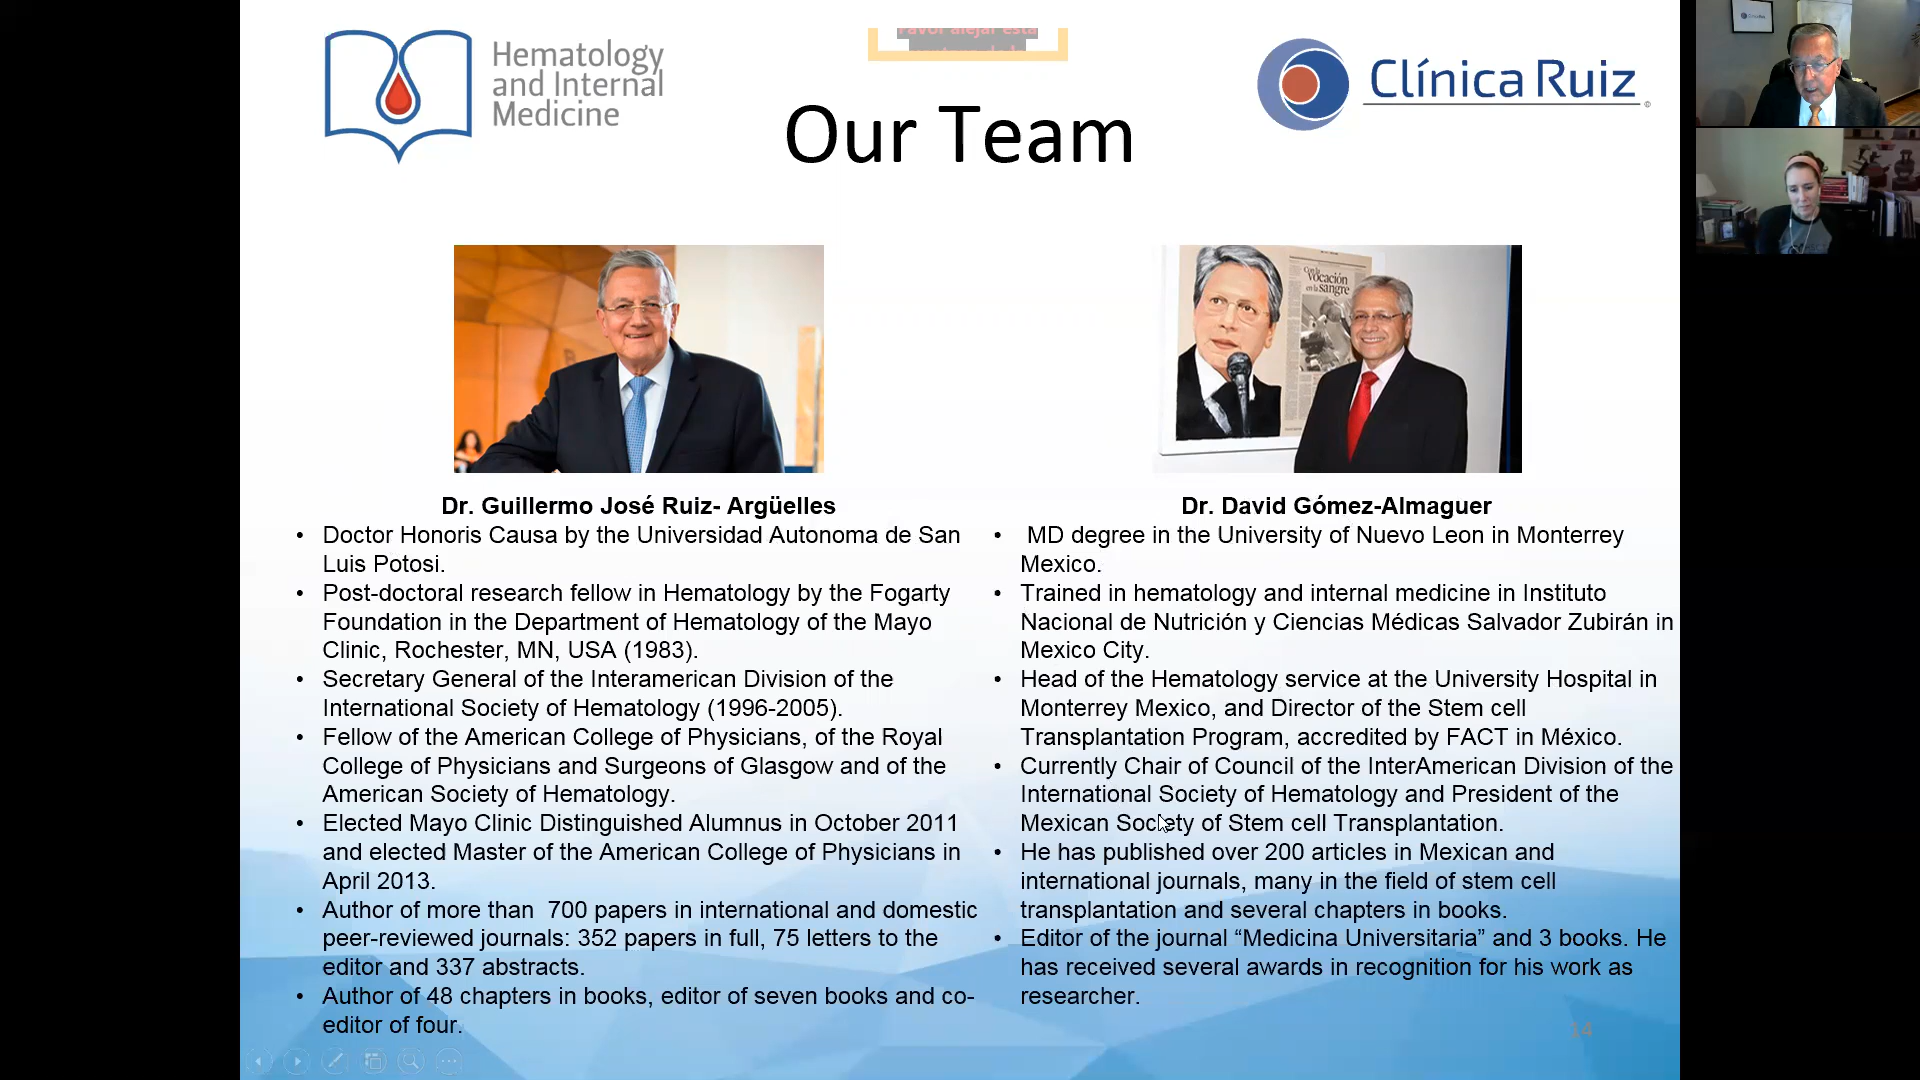 Hematology
and Internal
Medicine
Favor alejar esta
Clínica Ruiz
Our Team
Con la
vocación
en la sangre
Dr. Guillermo José Ruiz- Argüelles
• Doctor Honoris Causa by the Universidad Autonoma de San
Luis Potosi.
• Post-doctoral research fellow in Hematology by the Fogarty
Foundation in the Department of Hematology of the Mayo
Clinic, Rochester, MN, USA (1983).
• Secretary General of the Interamerican Division of the
International Society of Hematology (1996-2005).
• Fellow of the American College of Physicians, of the Royal
College of Physicians and Surgeons of Glasgow and of the
American Society of Hematology.
• Elected Mayo Clinic Distinguished Alumnus in October 2011
and elected Master of the American College of Physicians in
April 2013.
• Author of more than  700 papers in international and domestic
peer-reviewed journals: 352 papers in full, 75 letters to the
editor and 337 abstracts.
• Author of 48 chapters in books, editor of seven books and co-
editor of four.
Dr. David Gómez-Almaguer
• MD degree in the University of Nuevo Leon in Monterrey
Mexico.
• Trained in hematology and internal medicine in Instituto
Nacional de Nutrición y Ciencias Médicas Salvador Zubirán in
Mexico City.
• Head of the Hematology service at the University Hospital in
Monterrey Mexico, and Director of the Stem cell
Transplantation Program, accredited by FACT in México.
• Currently Chair of Council of the InterAmerican Division of the
International Society of Hematology and President of the
Mexican Society of Stem cell Transplantation.
• He has published over 200 articles in Mexican and
international journals, many in the field of stem cell
transplantation and several chapters in books.
• Editor of the journal “Medicina Universitaria” and 3 books. He
has received several awards in recognition for his work as
researcher.
14